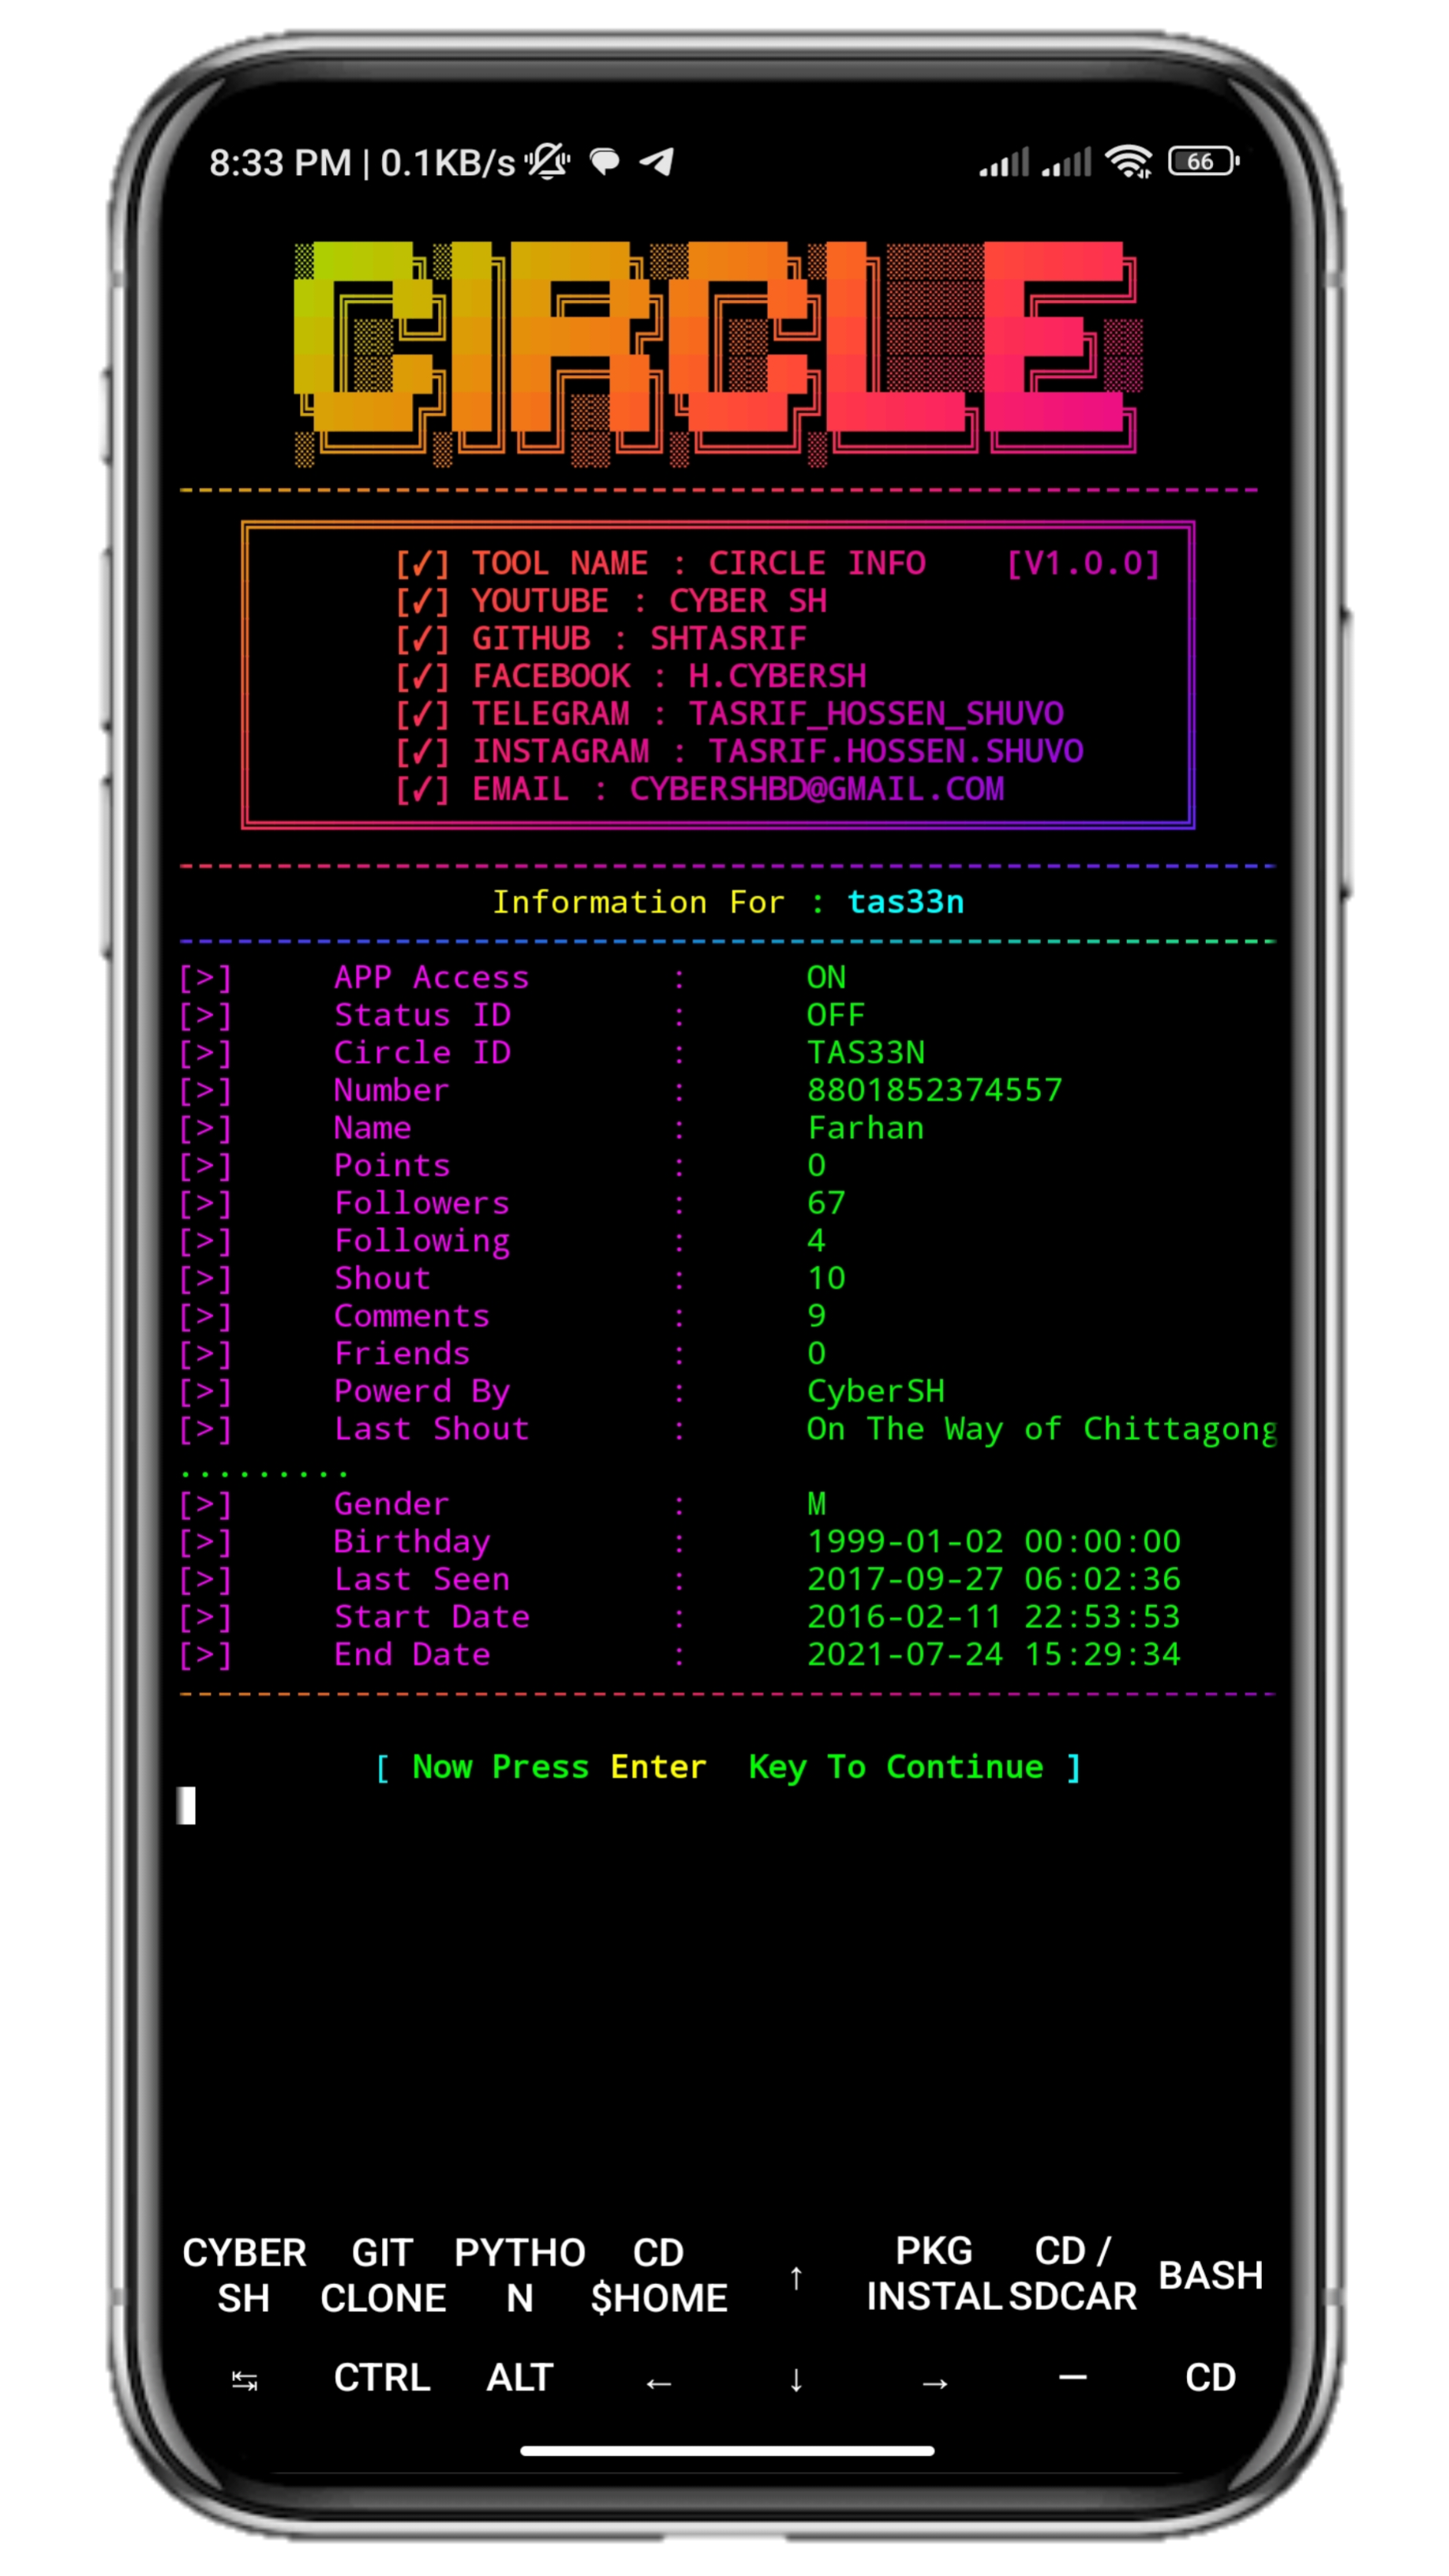 8:33 PM | 0.1KB/s 66
CIRCLE
[✓] TOOL NAME : CIRCLE INFO [V1.0.0]
[✓] YOUTUBE : CYBER SH
[✓] GITHUB : SHTASRIF
[✓] FACEBOOK : H.CYBERSH
[✓] TELEGRAM : TASRIF_HOSSEN_SHUVO
[✓] INSTAGRAM : TASRIF.HOSSEN.SHUVO
[✓] EMAIL : CYBERSHBD@GMAIL.COM
Information For : tas33n
[>] APP Access : ON
[>] Status ID : OFF
[>] Circle ID : TAS33N
[>] Number : 8801852374557
[>] Name : Farhan
[>] Points : 0
[>] Followers : 67
[>] Following : 4
[>] Shout : 10
[>] Comments : 9
[>] Friends : 0
[>] Powerd By : CyberSH
[>] Last Shout : On The Way of Chittagong
.........
[>] Gender : M
[>] Birthday : 1999-01-02 00:00:00
[>] Last Seen : 2017-09-27 06:02:36
[>] Start Date : 2016-02-11 22:53:53
[>] End Date : 2021-07-24 15:29:34
[ Now Press Enter Key To Continue ]
CYBER GIT PYTHO CD ↑ PKG CD / BASH
SH CLONE N $HOME INSTAL SDCAR
↹ CTRL ALT ← ↓ → — CD